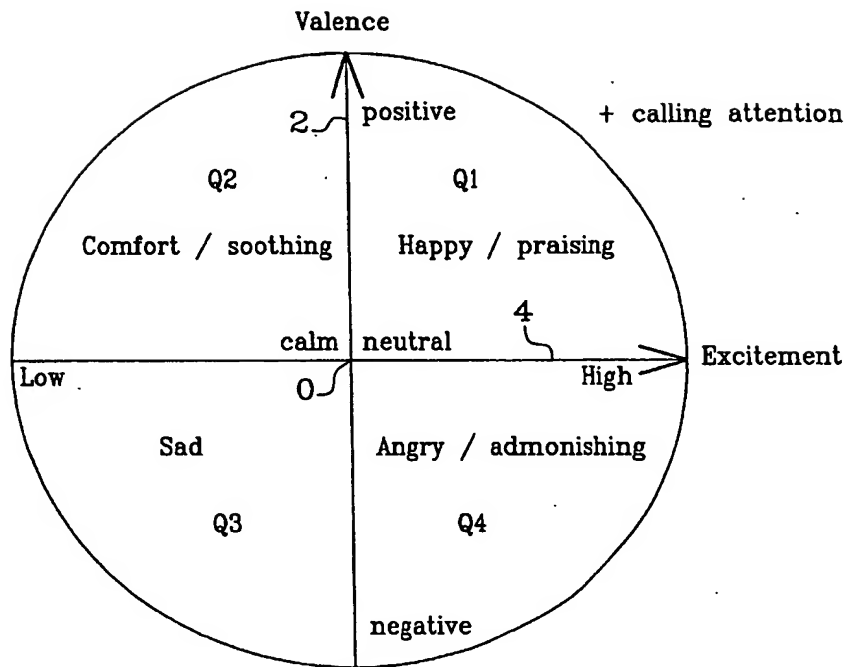 Valence
2
positive
+ calling attention
Q2
Q1
Comfort / soothing
Happy / praising
4
calm
neutral
Excitement
Low
O
High
Sad
Angry / admonishing
Q3
Q4
negative